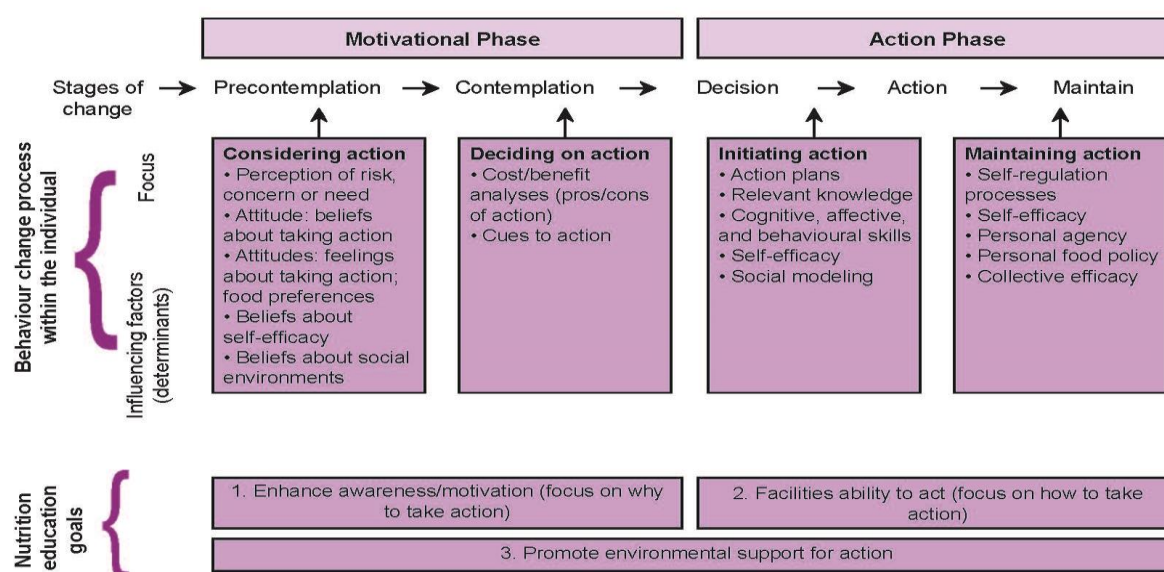 Motivational Phase
Action Phase
Stages of
change
Precontemplation
Contemplation
Decision
Action
Maintain
Behaviour change process
within the individual
Focus
Influencing factors
(determinants)
Considering action
• Perception of risk,
concern or need
• Attitude: beliefs
about taking action
• Attitudes: feelings
about taking action;
food preferences
• Beliefs about
self-efficacy
• Beliefs about social
environments
Deciding on action
• Cost/benefit
analyses (pros/cons
of action)
• Cues to action
Initiating action
• Action plans
• Relevant knowledge
• Cognitive, affective,
and behavioural skills
• Self-efficacy
• Social modeling
Maintaining action
• Self-regulation
processes
• Self-efficacy
• Personal agency
• Personal food policy
• Collective efficacy
Nutrition
education
goals
1. Enhance awareness/motivation (focus on why
to take action)
2. Facilities ability to act (focus on how to take
action)
3. Promote environmental support for action